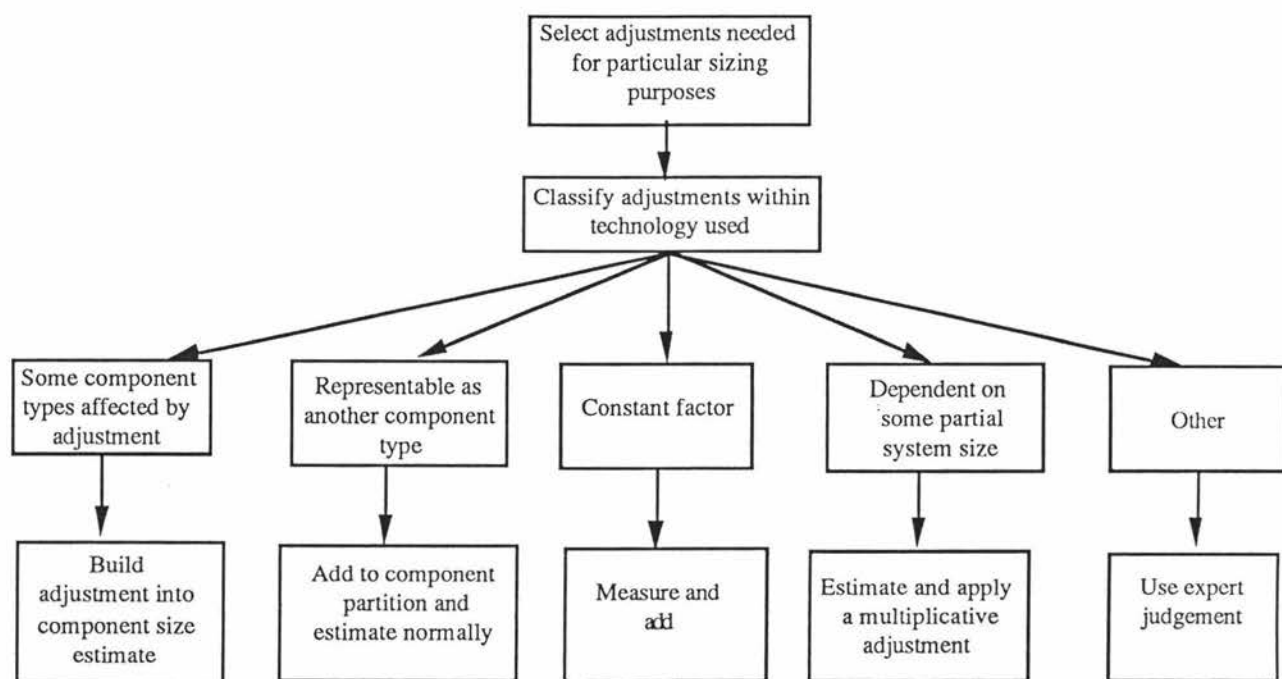 Select adjustments needed
for particular sizing
purposes
Classify adjustments within
technology used
Some component
types affected by
adjustment
Representable as
another component
type
Constant factor
Dependent on
some partial
system size
Other
Build
adjustment into
component size
estimate
Add to component
partition and
estimate normally
Measure and
add
Estimate and apply
a multiplicative
adjustment
Use expert
judgement